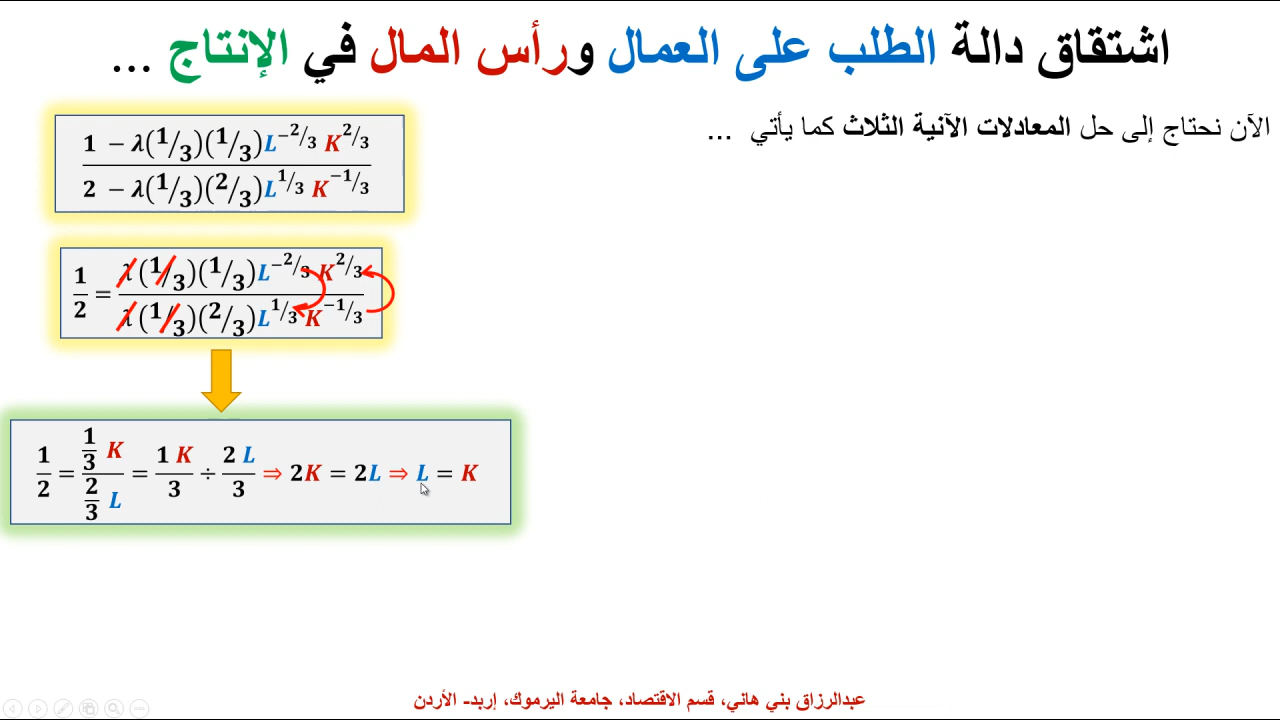 اشتقاق دالة الطلب على العمال ورأس المال في الإنتاج ...
الآن نحتاج إلى حل المعادلات الآنية الثلاث كما يأتي ...
1 − λ(1/3)(1/3)L^{−2/3} K^{2/3}
2 − λ(1/3)(2/3)L^{1/3} K^{−1/3}
1/2 = λ(1/3)(1/3)L^{−2/3} K^{2/3} / λ(1/3)(2/3)L^{1/3} K^{−1/3}
1/2 = (1/3 K)/(2/3 L) = 1K/3 ÷ 2L/3 ⇒ 2K = 2L ⇒ L = K
عبدالرزاق بني هاني، قسم الاقتصاد، جامعة اليرموك، إربد- الأردن